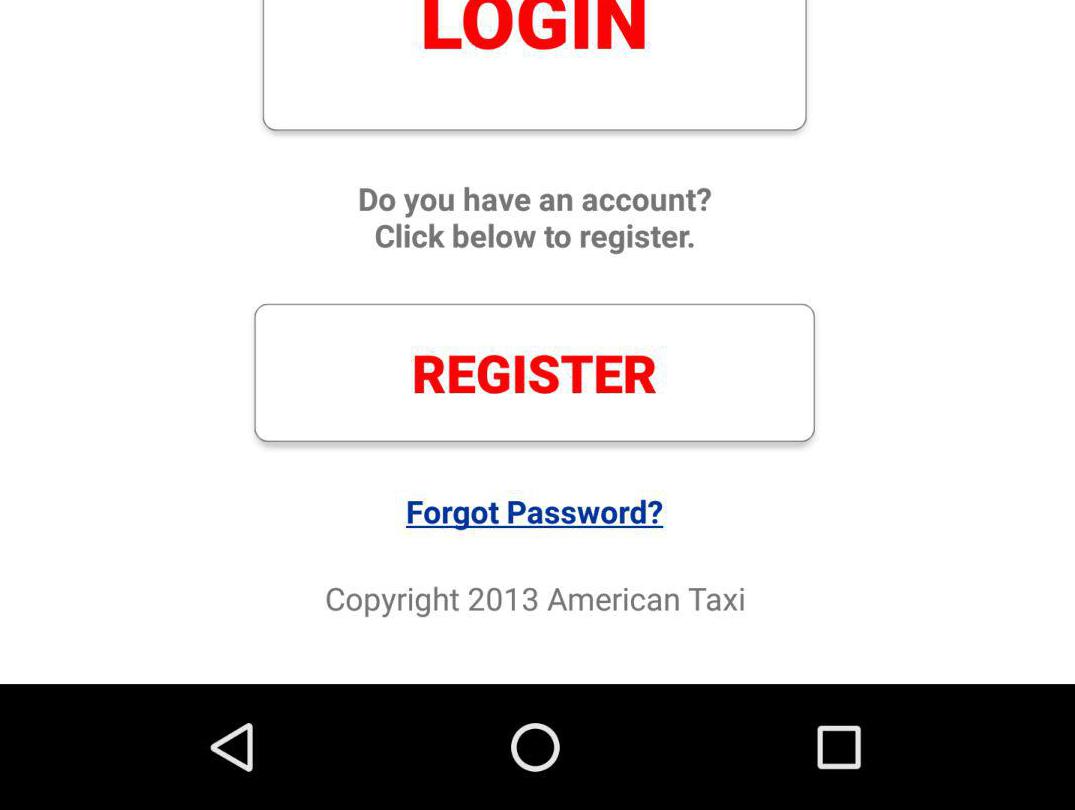 LOGIN
Do you have an account?
Click below to register.
REGISTER
Forgot Password?
Copyright 2013 American Taxi